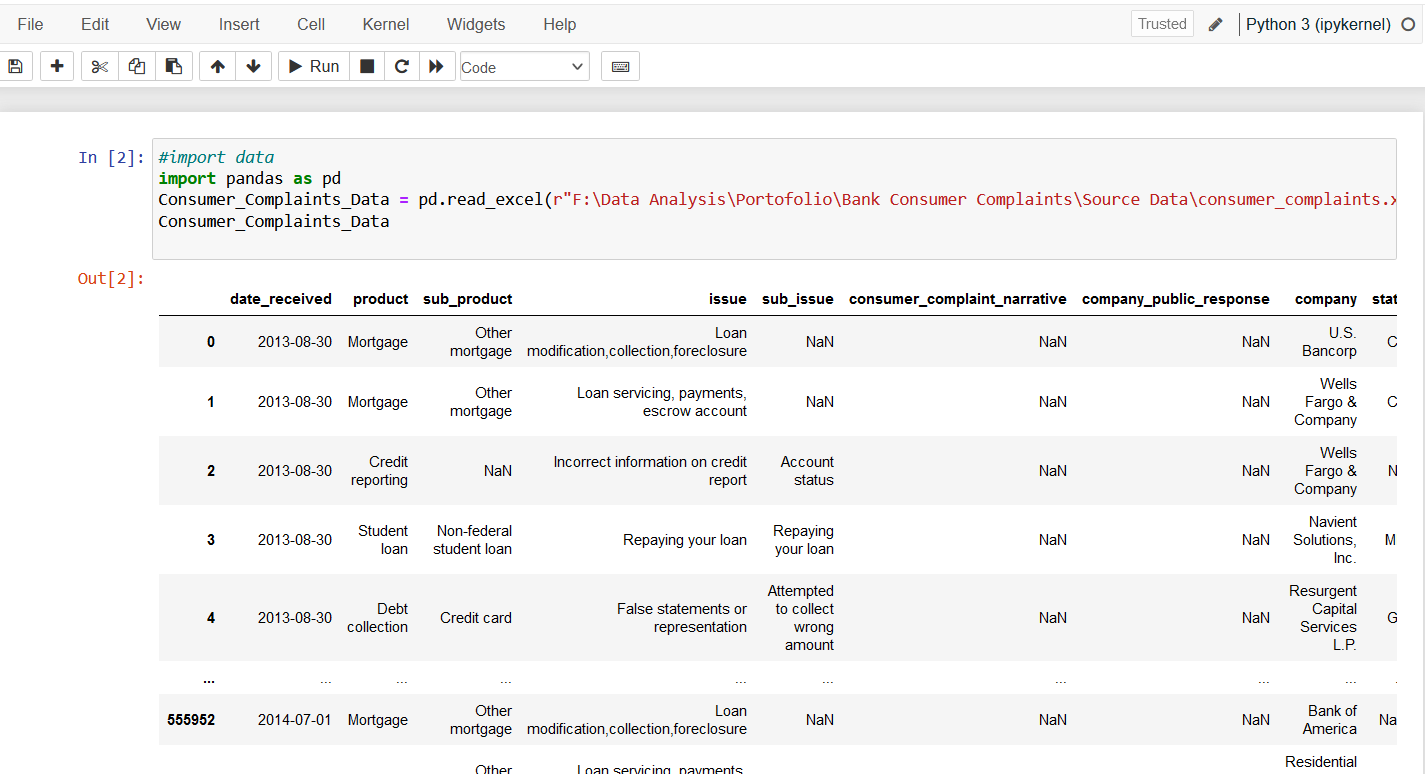 File Edit View Insert Cell Kernel Widgets Help Trusted Python 3 (ipykernel)
Run Code
In [2]: #import data
import pandas as pd
Consumer_Complaints_Data = pd.read_excel(r"F:\Data Analysis\Portofolio\Bank Consumer Complaints\Source Data\consumer_complaints.x
Consumer_Complaints_Data
Out[2]:
date_received product sub_product issue sub_issue consumer_complaint_narrative company_public_response company stat
0 2013-08-30 Mortgage Other mortgage Loan modification,collection,foreclosure NaN NaN NaN U.S. Bancorp C
1 2013-08-30 Mortgage Other mortgage Loan servicing, payments, escrow account NaN NaN NaN Wells Fargo & Company C
2 2013-08-30 Credit reporting NaN Incorrect information on credit report Account status NaN NaN Wells Fargo & Company N
3 2013-08-30 Student loan Non-federal student loan Repaying your loan Repaying your loan NaN NaN Navient Solutions, Inc. M
4 2013-08-30 Debt collection Credit card False statements or representation Attempted to collect wrong amount NaN NaN Resurgent Capital Services L.P. G
... ... ... ... ... ... ... ... ... .
555952 2014-07-01 Mortgage Other mortgage Loan modification,collection,foreclosure NaN NaN NaN Bank of America Na
Other Loan servicing, payments, Residential